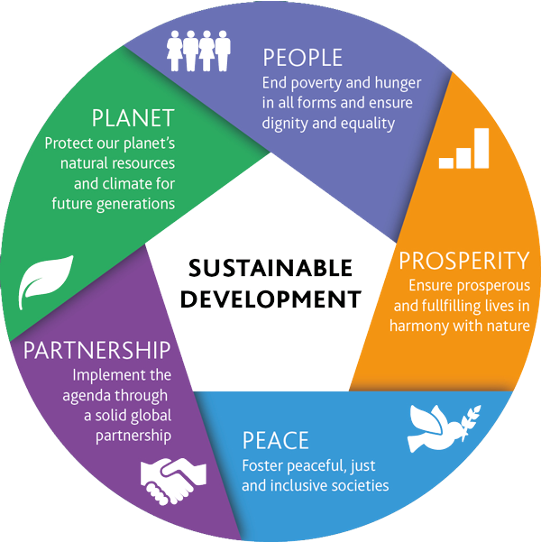 PEOPLE
End poverty and hunger
in all forms and ensure
dignity and equality
PROSPERITY
Ensure prosperous
and fullfilling lives in
harmony with nature
PEACE
Foster peaceful, just
and inclusive societies
PARTNERSHIP
Implement the
agenda through
a solid global
partnership
PLANET
Protect our planet's
natural resources
and climate for
future generations
SUSTAINABLE
DEVELOPMENT